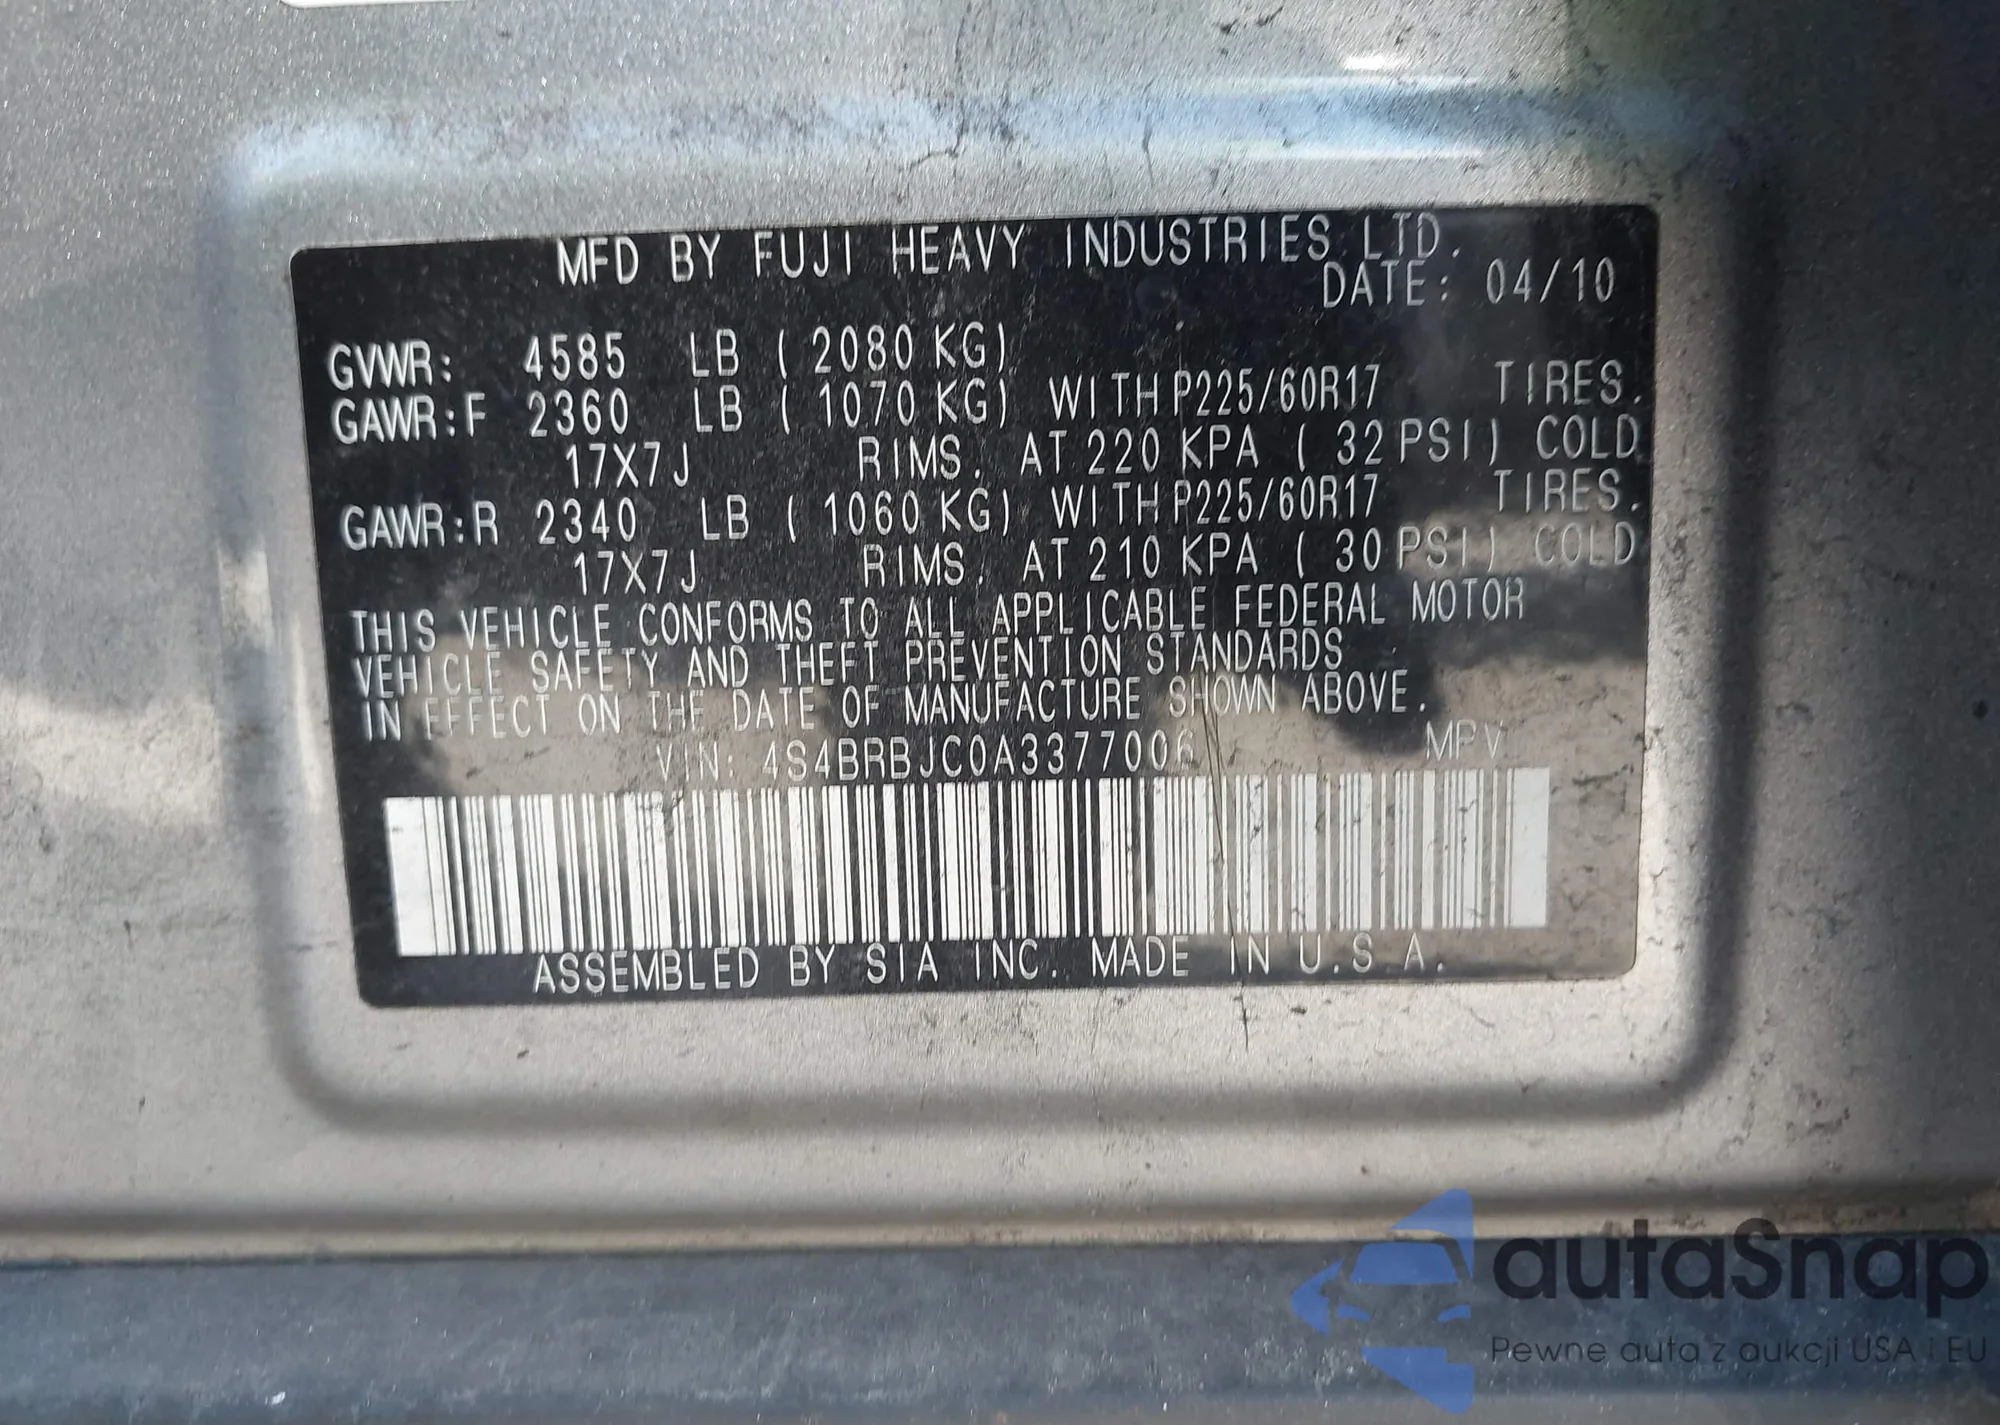 MFD BY FUJI HEAVY INDUSTRIES LTD.
DATE: 04/10
GVWR: 4585 LB ( 2080 KG)
GAWR:F 2360 LB ( 1070 KG) WITH P225/60R17 TIRES.
17X7J RIMS. AT 220 KPA ( 32 PSI) COLD
GAWR:R 2340 LB ( 1060 KG) WITH P225/60R17 TIRES.
17X7J RIMS. AT 210 KPA ( 30 PSI) COLD
THIS VEHICLE CONFORMS TO ALL APPLICABLE FEDERAL MOTOR
VEHICLE SAFETY AND THEFT PREVENTION STANDARDS
IN EFFECT ON THE DATE OF MANUFACTURE SHOWN ABOVE.
VIN: 4S4BRBJC0A3377006 MPV
ASSEMBLED BY SIA INC. MADE IN U.S.A.
autaSnap
Pewne auta z aukcji USA i EU